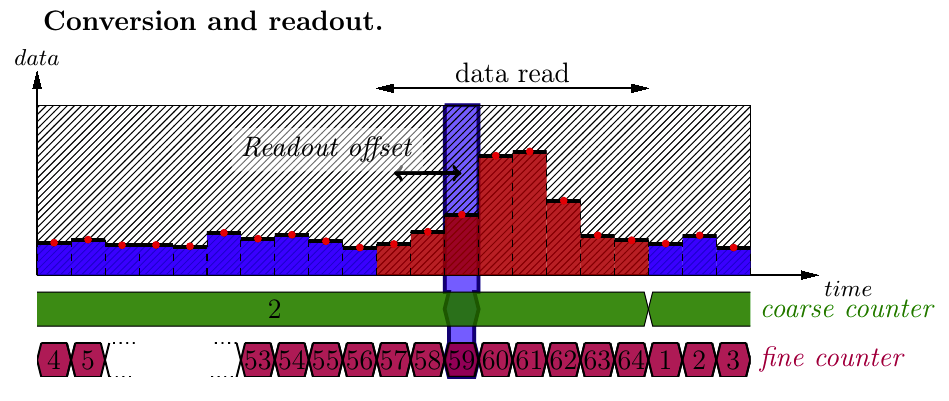 Conversion and readout.
data
data read
Readout offset
time
2
coarse counter
4 5 53 54 55 56 57 58 59 60 61 62 63 64 1 2 3
fine counter